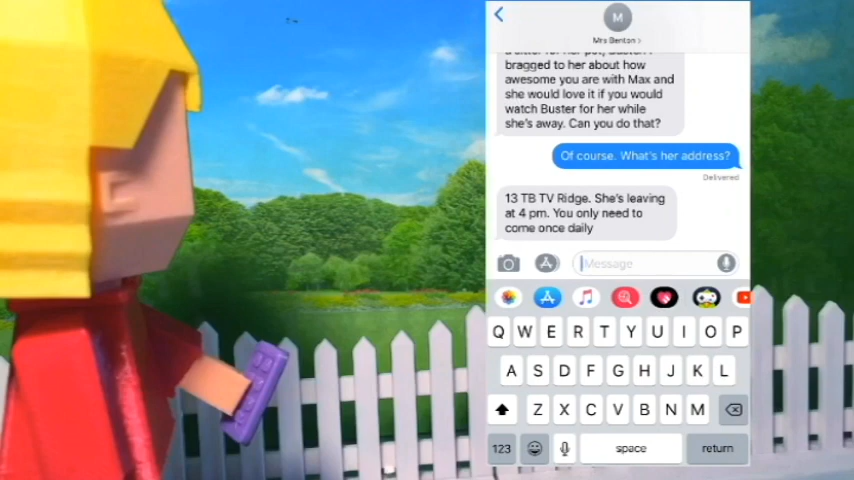 M
Mrs Benton >
bragged to her about how
awesome you are with Max and
she would love it if you would
watch Buster for her while
she's away. Can you do that?
Of course. What's her address?
Delivered
13 TB TV Ridge. She's leaving
at 4 pm. You only need to
come once daily
Message
Q W E R T Y U I O P
A S D F G H J K L
Z X C V B N M
123 space return